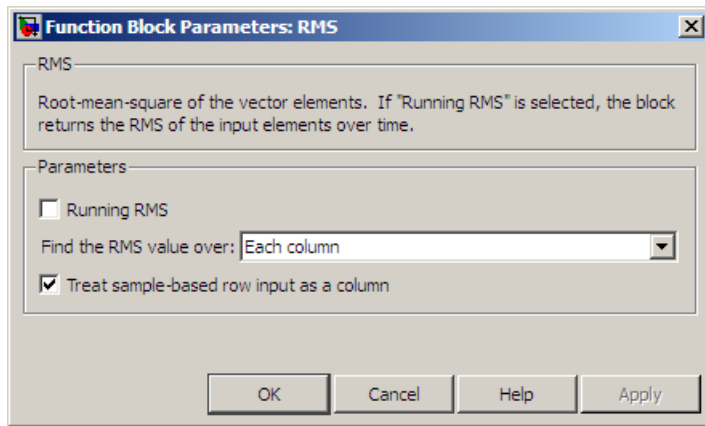 Function Block Parameters: RMS
RMS
Root-mean-square of the vector elements.  If "Running RMS" is selected, the block
returns the RMS of the input elements over time.
Parameters
Running RMS
Find the RMS value over: Each column
Treat sample-based row input as a column
OK Cancel Help Apply